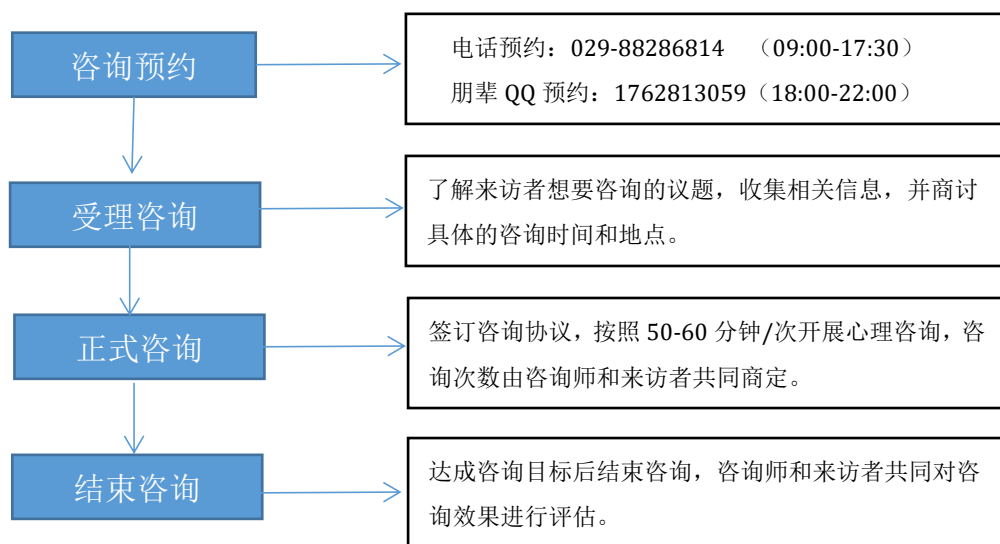 咨询预约
电话预约：029-88286814 （09:00-17:30）
朋辈 QQ 预约：1762813059（18:00-22:00）
受理咨询
了解来访者想要咨询的议题，收集相关信息，并商讨
具体的咨询时间和地点。
正式咨询
签订咨询协议，按照 50-60 分钟/次开展心理咨询，咨
询次数由咨询师和来访者共同商定。
结束咨询
达成咨询目标后结束咨询，咨询师和来访者共同对咨
询效果进行评估。